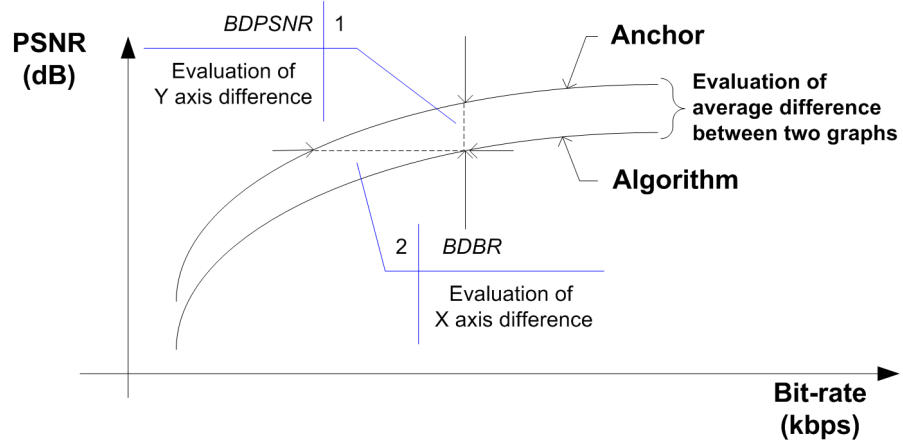 PSNR
(dB)
BDPSNR 1
Evaluation of
Y axis difference
Anchor
Evaluation of
average difference
between two graphs
Algorithm
2 BDBR
Evaluation of
X axis difference
Bit-rate
(kbps)